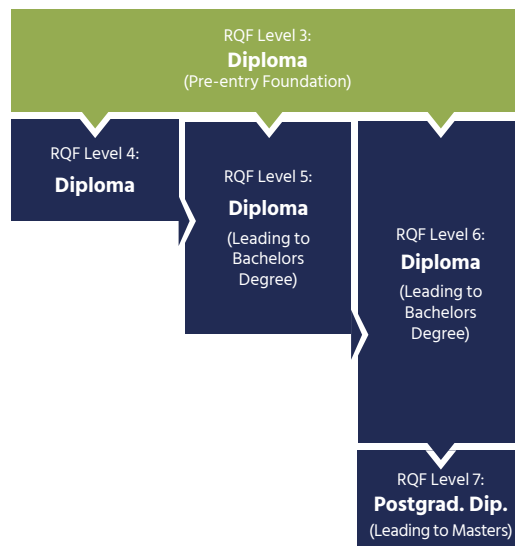 RQF Level 3:
Diploma
(Pre-entry Foundation)
RQF Level 4:
Diploma
RQF Level 5:
Diploma
(Leading to
Bachelors
Degree)
RQF Level 6:
Diploma
(Leading to
Bachelors
Degree)
RQF Level 7:
Postgrad. Dip.
(Leading to Masters)